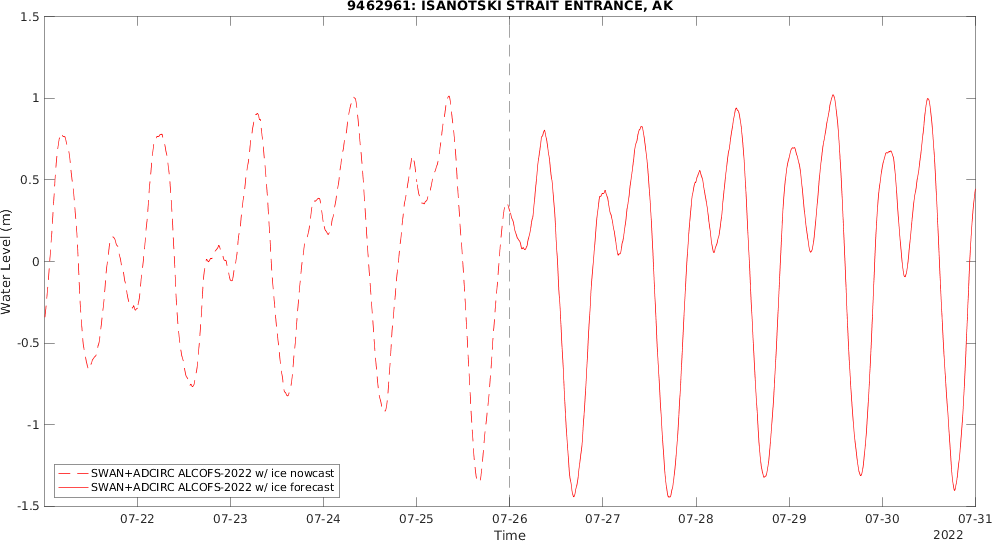 9462961: ISANOTSKI STRAIT ENTRANCE, AK
1.5
1
0.5
0
-0.5
-1
-1.5
Water Level (m)
SWAN+ADCIRC ALCOFS-2022 w/ ice nowcast
SWAN+ADCIRC ALCOFS-2022 w/ ice forecast
07-22 07-23 07-24 07-25 07-26 07-27 07-28 07-29 07-30 07-31
Time
2022